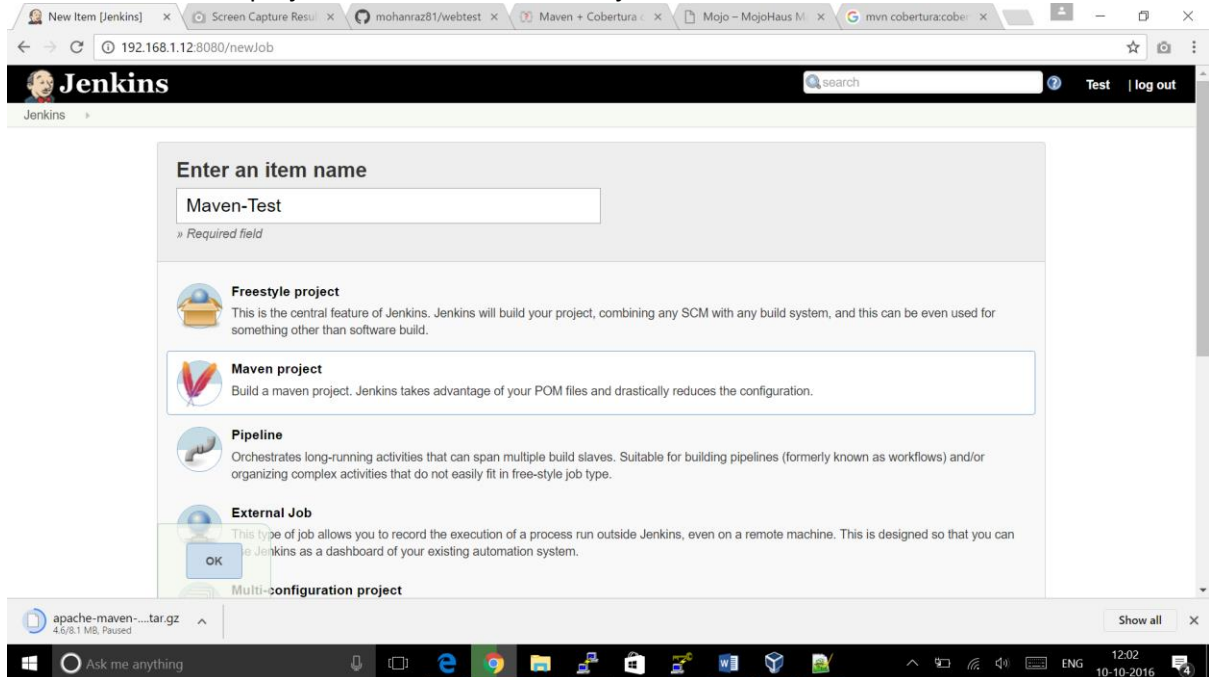 New Item [Jenkins]
Screen Capture Resul
mohanraz81/webtest
Maven + Cobertura
Mojo – MojoHaus M
mvn cobertura:cober
192.168.1.12:8080/newJob
Jenkins
search
Test | log out
Jenkins
Enter an item name
Maven-Test
» Required field
Freestyle project
This is the central feature of Jenkins. Jenkins will build your project, combining any SCM with any build system, and this can be even used for
something other than software build.
Maven project
Build a maven project. Jenkins takes advantage of your POM files and drastically reduces the configuration.
Pipeline
Orchestrates long-running activities that can span multiple build slaves. Suitable for building pipelines (formerly known as workflows) and/or
organizing complex activities that do not easily fit in free-style job type.
External Job
This type of job allows you to record the execution of a process run outside Jenkins, even on a remote machine. This is designed so that you can
Jenkins as a dashboard of your existing automation system.
OK
Multi-configuration project
apache-maven-....tar.gz
4.6/8.1 MB, Paused
Show all
Ask me anything
ENG
12:02
10-10-2016
4